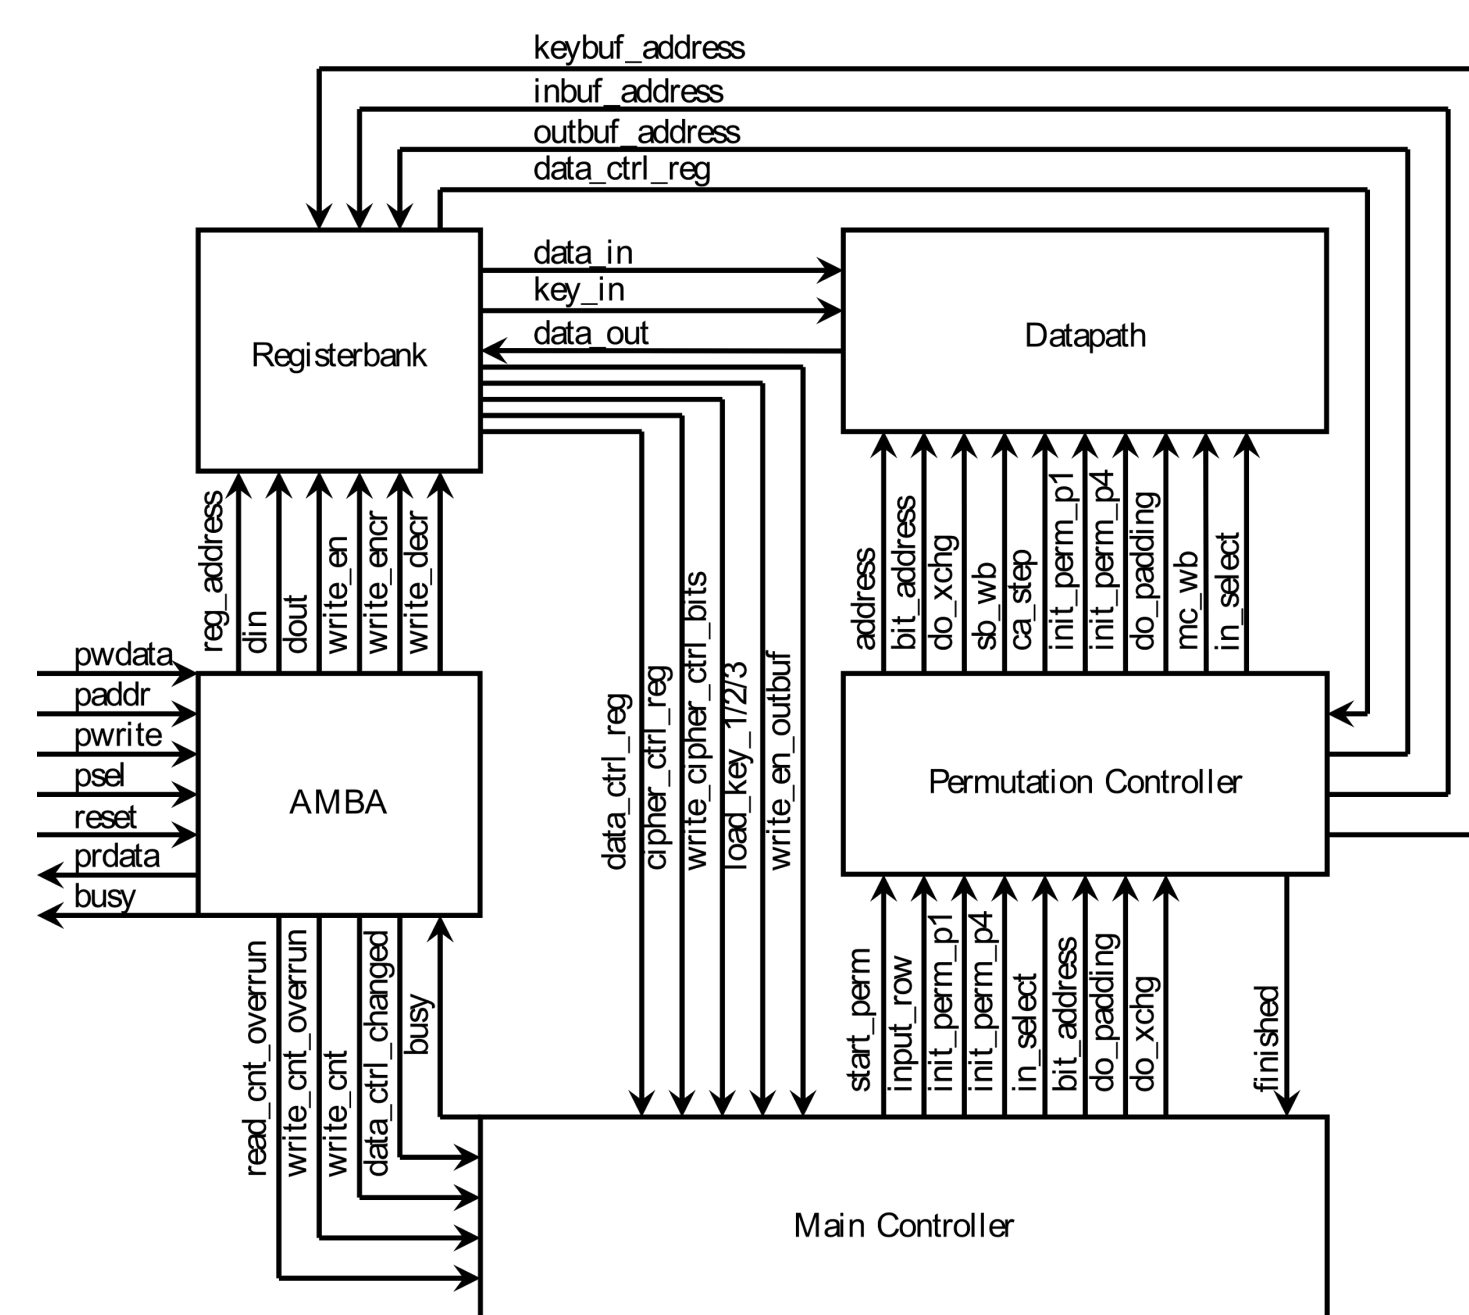 keybuf_address
inbuf_address
outbuf_address
data_ctrl_reg
data_in
key_in
data_out
Registerbank
Datapath
reg_address
din
dout
write_en
write_encr
write_decr
address
bit_address
do_xchg
sb_wb
ca_step
init_perm_p1
init_perm_p4
do_padding
mc_wb
in_select
pwdata
paddr
pwrite
psel
reset
prdata
busy
AMBA
data_ctrl_reg
cipher_ctrl_reg
write_cipher_ctrl_bits
load_key_1/2/3
write_en_outbuf
Permutation Controller
read_cnt_overrun
write_cnt_overrun
write_cnt
data_ctrl_changed
busy
start_perm
input_row
init_perm_p1
init_perm_p4
in_select
bit_address
do_padding
do_xchg
finished
Main Controller